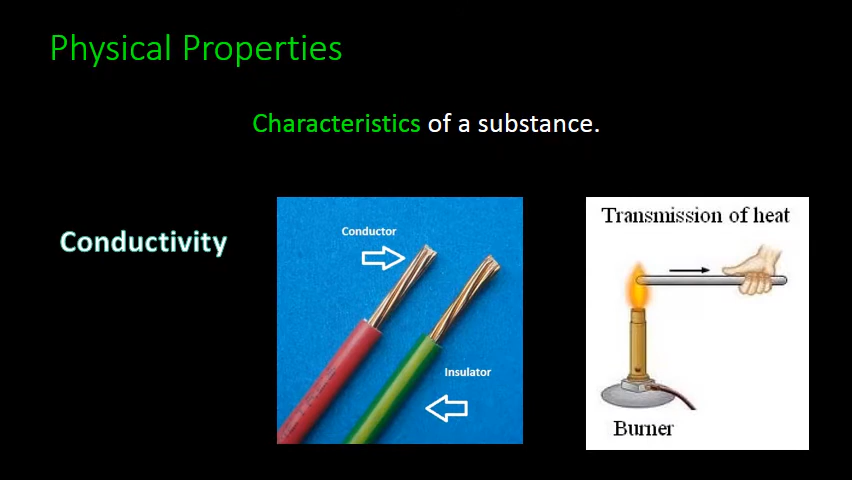 Physical Properties
Characteristics of a substance.
Conductivity
Conductor
Insulator
Transmission of heat
Burner